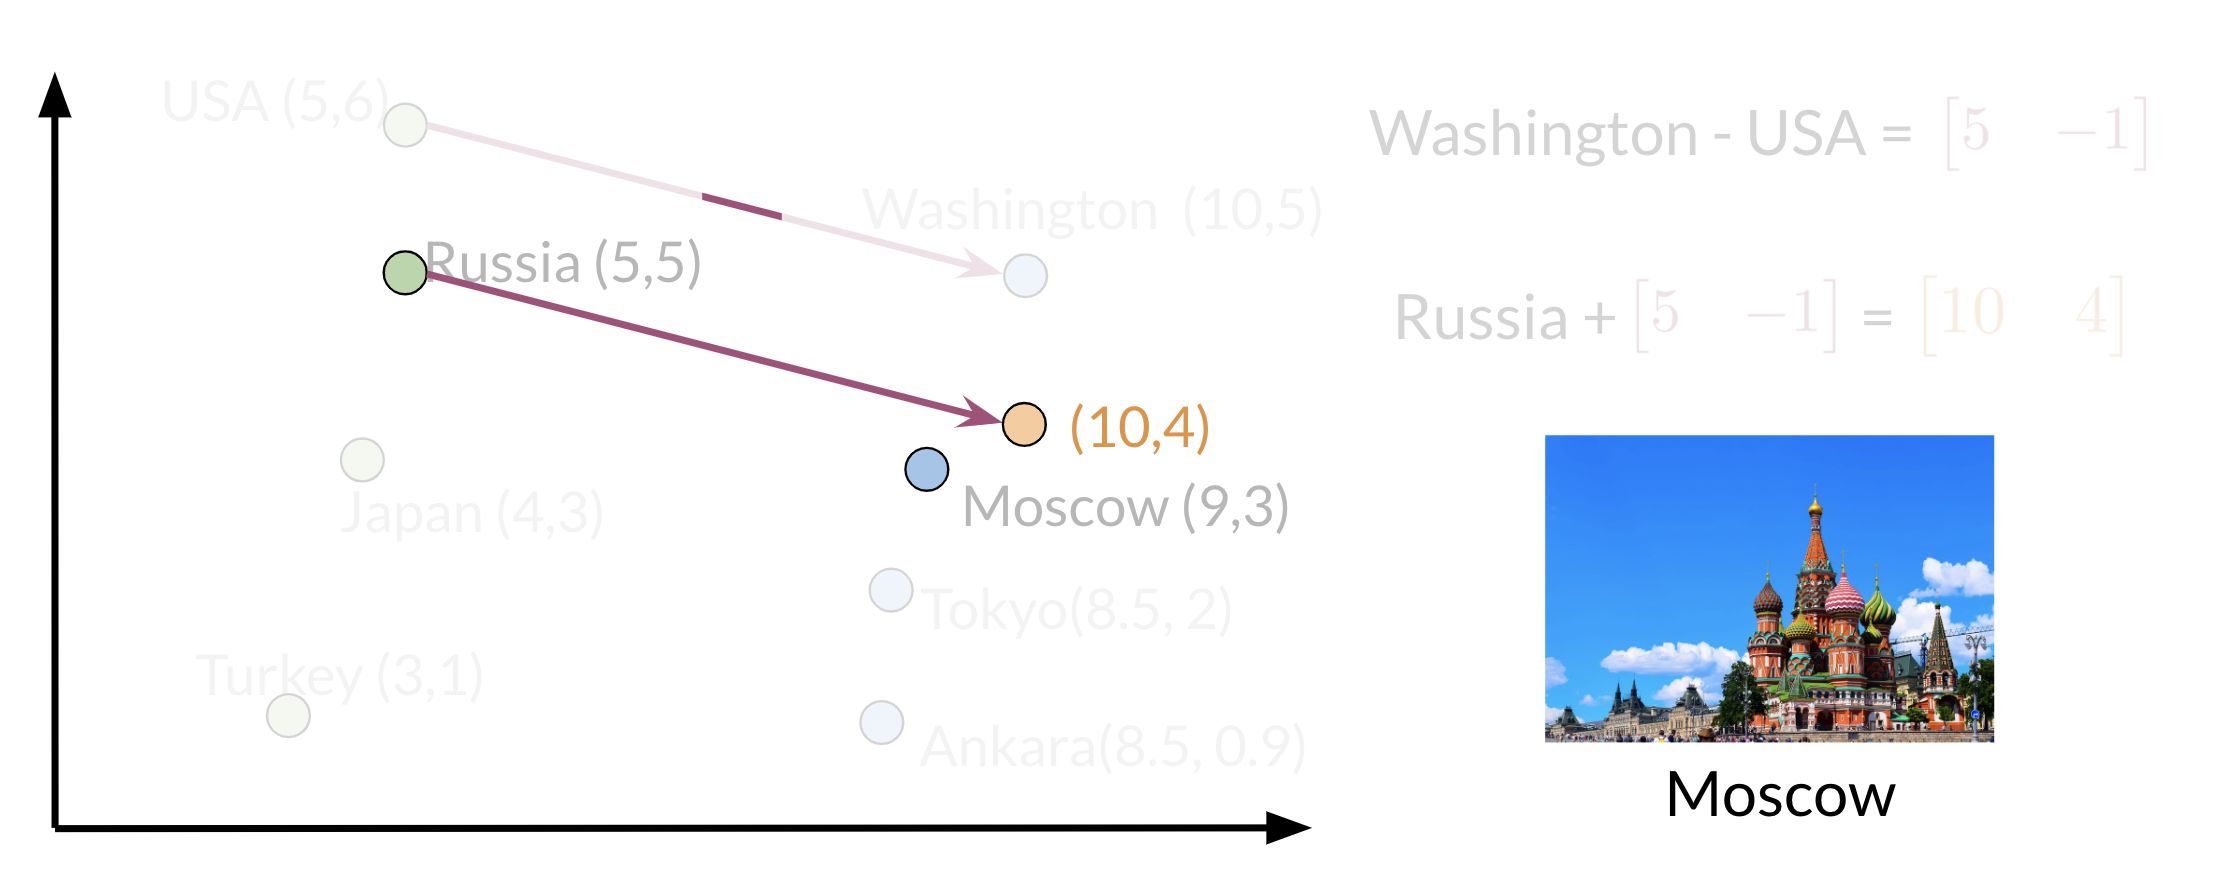 USA (5,6)
Washington (10,5)
Russia (5,5)
(10,4)
Moscow (9,3)
Japan (4,3)
Tokyo(8.5, 2)
Turkey (3,1)
Ankara(8.5, 0.9)
Washington - USA = [5 −1]
Russia + [5 −1] = [10 4]
Moscow